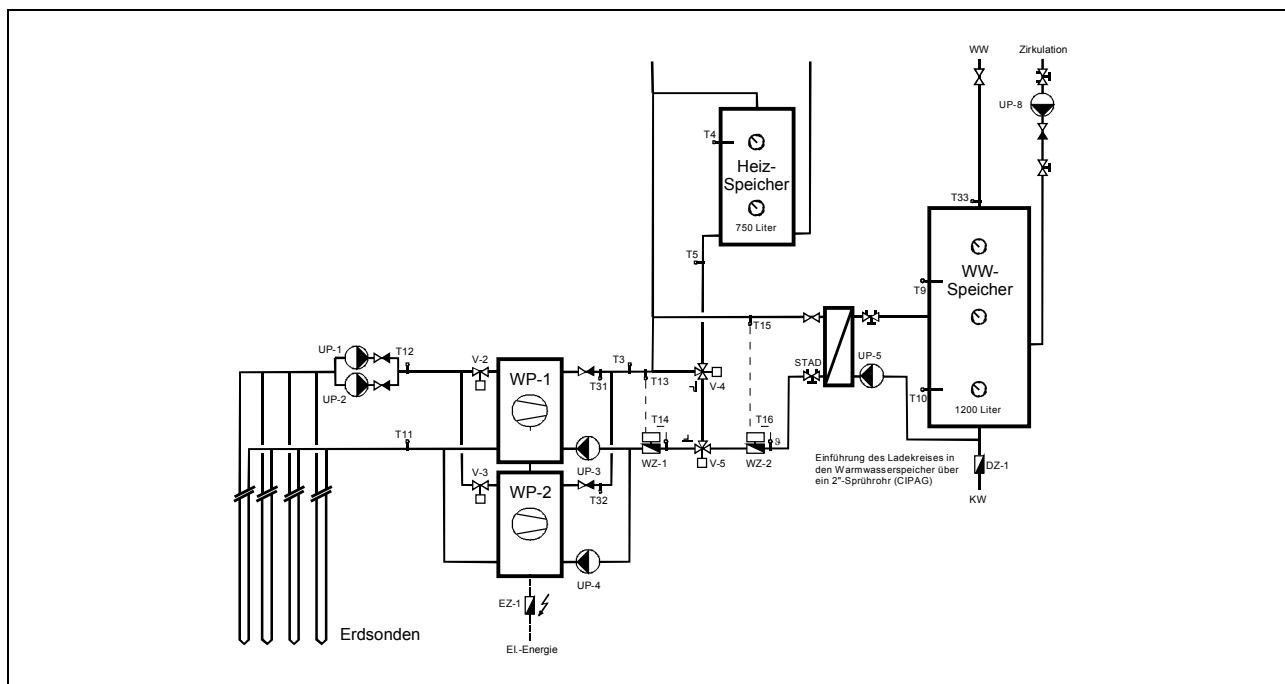 WW
Zirkulation
UP-8
T4
Heiz-
Speicher
750 Liter
T33
T5
WW-
Speicher
T9
T15
UP-1
T12
UP-2
V-2
WP-1
T3
T31
T13
V-4
STAD
UP-5
T10
1200 Liter
T11
T14
T16
WZ-1
V-5
WZ-2
ϑ
UP-3
V-3
WP-2
T32
UP-4
Einführung des Ladekreises in
den Warmwasserspeicher über
ein 2"-Sprührohr (CIPAG)
DZ-1
KW
EZ-1
Erdsonden
El.-Energie